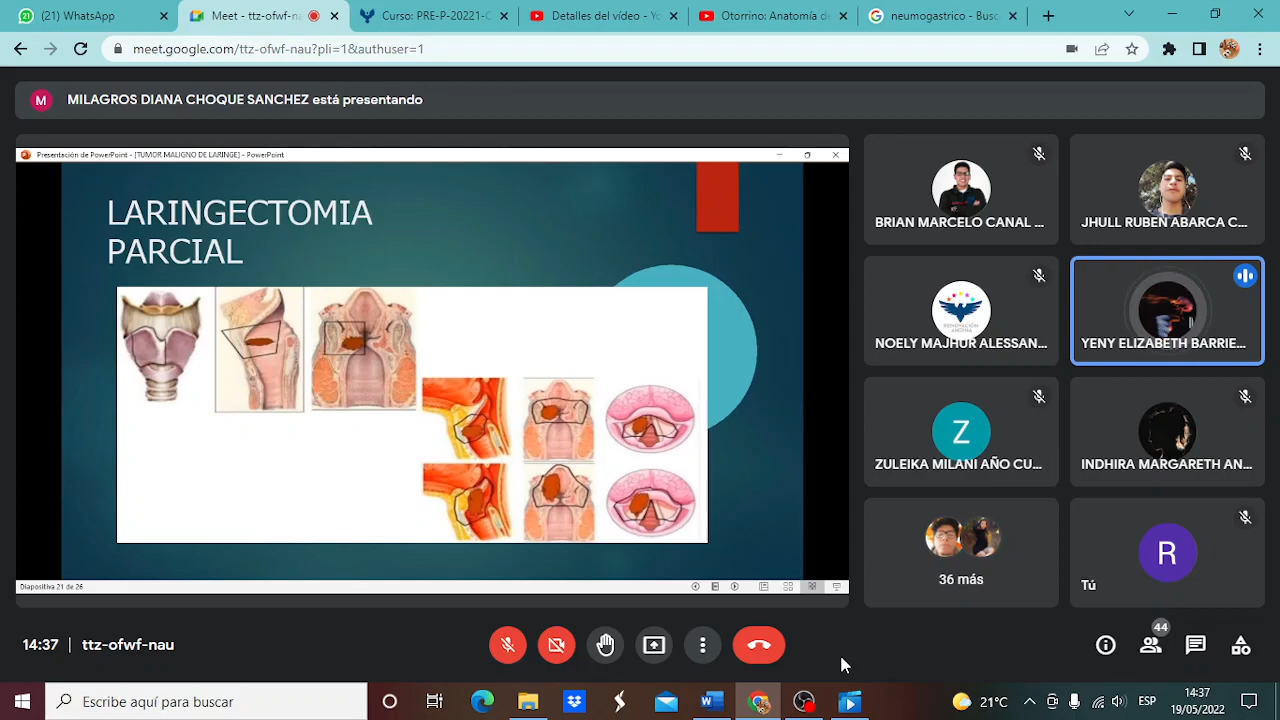 (21) WhatsApp
Meet - ttz-ofwf-na
Curso: PRE-P-20221-C
Detalles del vídeo - Yo
Otorrino: Anatomía de
neumogastrico - Busc
meet.google.com/ttz-ofwf-nau?pli=1&authuser=1
M
MILAGROS DIANA CHOQUE SANCHEZ está presentando
Presentación de PowerPoint - [TUMOR MALIGNO DE LARINGE] - PowerPoint
LARINGECTOMIA
PARCIAL
Diapositiva 21 de 26
BRIAN MARCELO CANAL ...
JHULL RUBEN ABARCA C...
RENOVACIÓN
ANDINA
NOELY MAJHUR ALESSAN...
YENY ELIZABETH BARRIE...
Z
ZULEIKA MILANI AÑO CU...
INDHIRA MARGARETH AN...
36 más
R
Tú
14:37 | ttz-ofwf-nau
44
Escribe aquí para buscar
21°C
ESP
14:37
19/05/2022